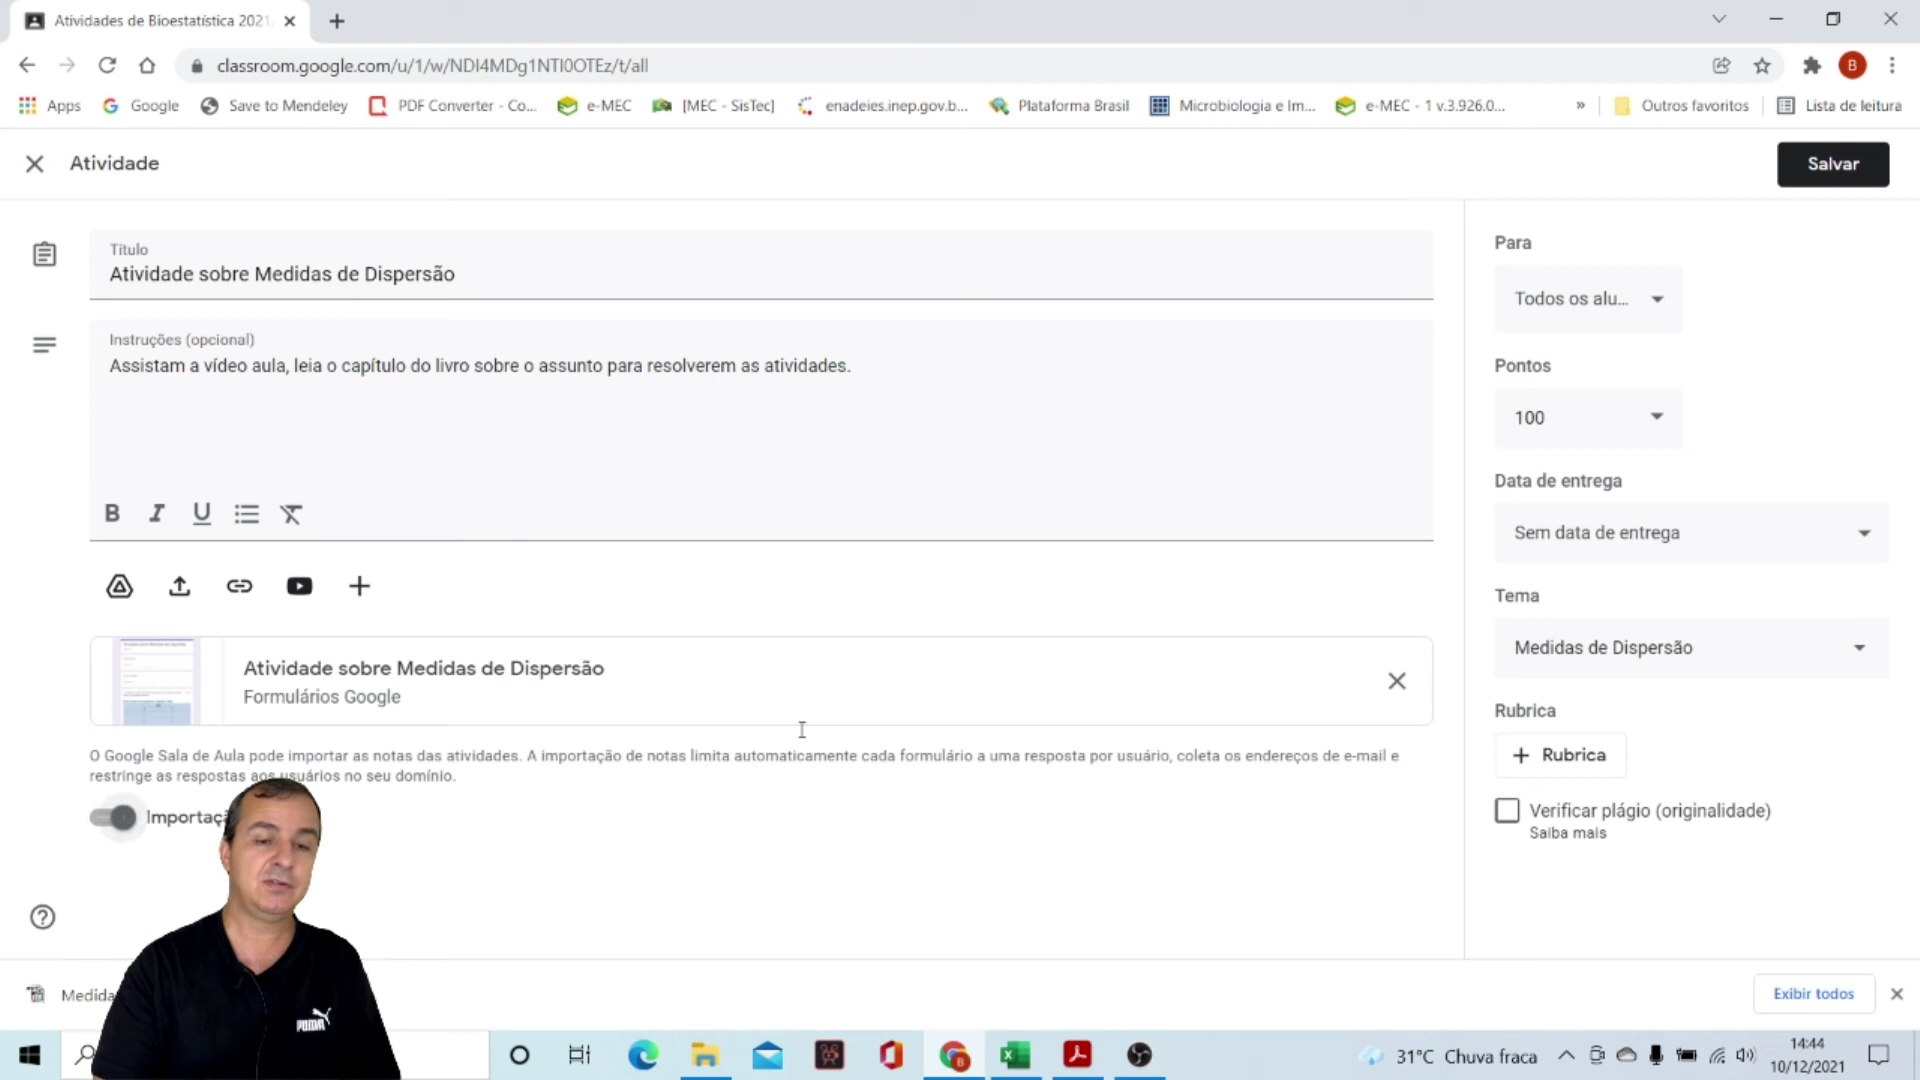 Atividades de Bioestatística 2021
classroom.google.com/u/1/w/NDI4MDg1NTI0OTEz/t/all
Apps Google Save to Mendeley PDF Converter - Co... e-MEC [MEC - SisTec] enadeies.inep.gov.b... Plataforma Brasil Microbiologia e Im... e-MEC - 1 v.3.926.0... » Outros favoritos Lista de leitura
Atividade
Salvar
Título
Atividade sobre Medidas de Dispersão
Instruções (opcional)
Assistam a vídeo aula, leia o capítulo do livro sobre o assunto para resolverem as atividades.
B I U
Atividade sobre Medidas de Dispersão
Formulários Google
O Google Sala de Aula pode importar as notas das atividades. A importação de notas limita automaticamente cada formulário a uma resposta por usuário, coleta os endereços de e-mail e
restringe as respostas aos usuários no seu domínio.
Importaç
Para
Todos os alu...
Pontos
100
Data de entrega
Sem data de entrega
Tema
Medidas de Dispersão
Rubrica
+ Rubrica
Verificar plágio (originalidade)
Saiba mais
Medida
PUMA
Exibir todos
31°C Chuva fraca
14:44
10/12/2021